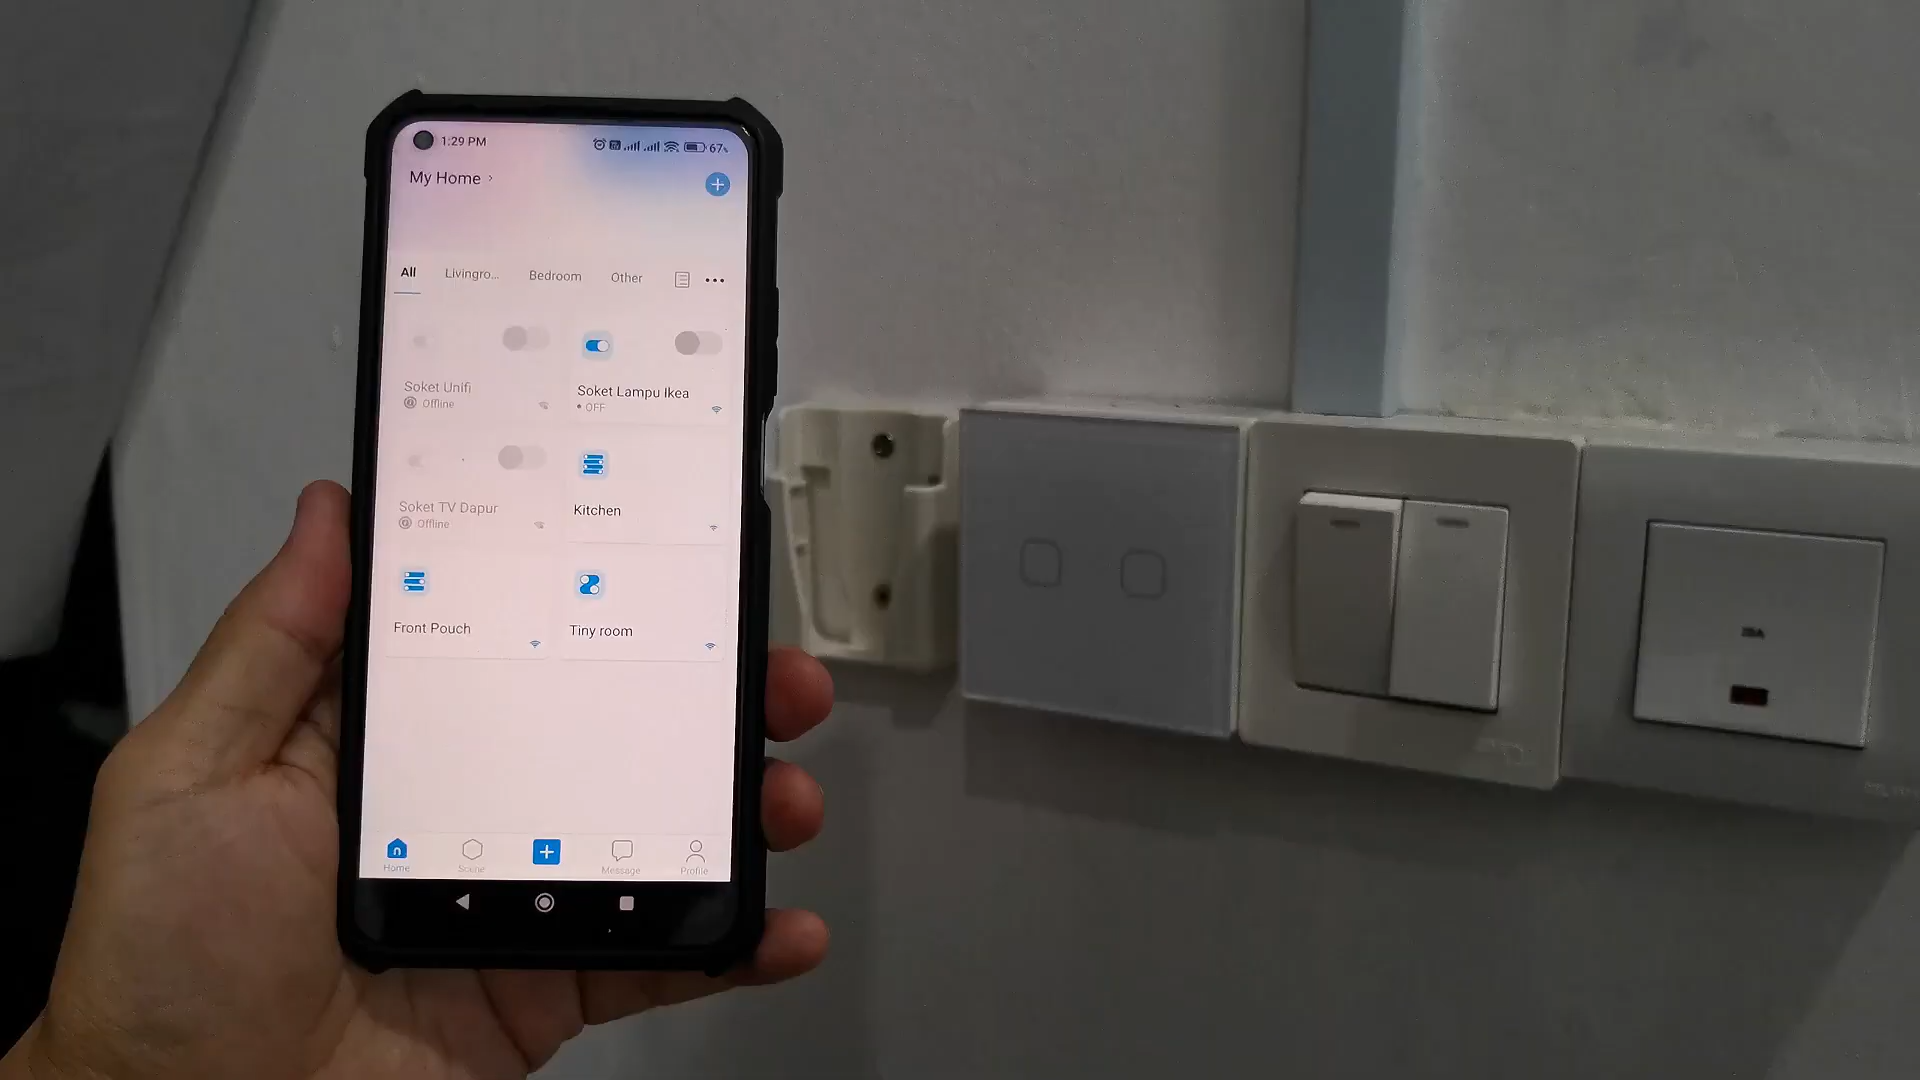 1:29 PM
67%
My Home
All Livingro... Bedroom Other
Soket Unifi
Offline
Soket Lampu Ikea
OFF
Soket TV Dapur
Offline
Kitchen
Front Pouch
Tiny room
Home Scene Message Profile